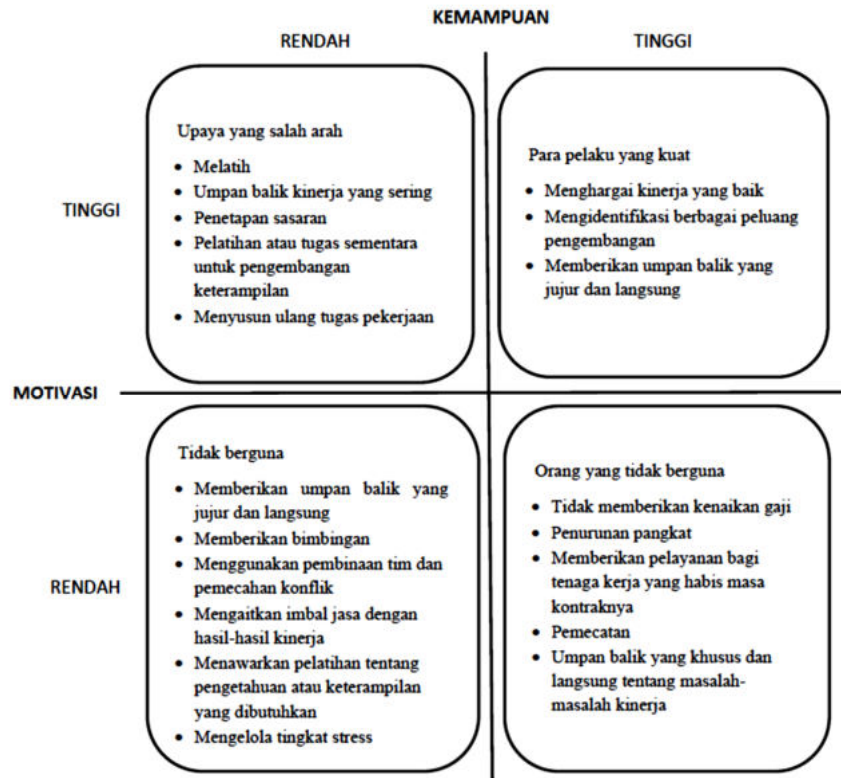 KEMAMPUAN
RENDAH
TINGGI
TINGGI
Upaya yang salah arah
• Melatih
• Umpan balik kinerja yang sering
• Penetapan sasaran
• Pelatihan atau tugas sementara
untuk pengembangan
keterampilan
• Menyusun ulang tugas pekerjaan
Para pelaku yang kuat
• Menghargai kinerja yang baik
• Mengidentifikasi berbagai peluang
pengembangan
• Memberikan umpan balik yang
jujur dan langsung
MOTIVASI
RENDAH
Tidak berguna
• Memberikan umpan balik yang
jujur dan langsung
• Memberikan bimbingan
• Menggunakan pembinaan tim dan
pemecahan konflik
• Mengaitkan imbal jasa dengan
hasil-hasil kinerja
• Menawarkan pelatihan tentang
pengetahuan atau keterampilan
yang dibutuhkan
• Mengelola tingkat stress
Orang yang tidak berguna
• Tidak memberikan kenaikan gaji
• Penurunan pangkat
• Memberikan pelayanan bagi
tenaga kerja yang habis masa
kontraknya
• Pemecatan
• Umpan balik yang khusus dan
langsung tentang masalah-
masalah kinerja